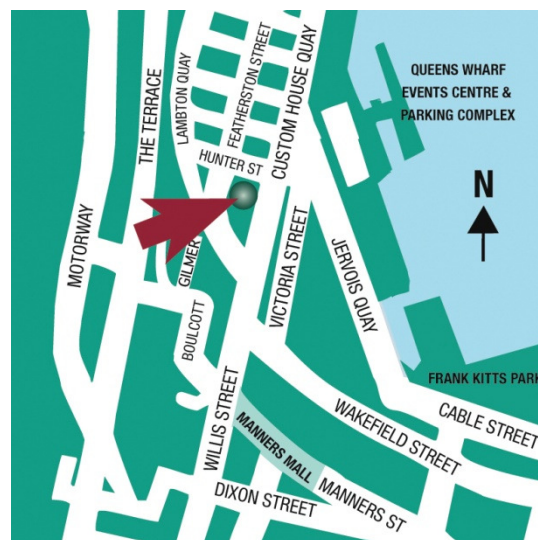 QUEENS WHARF
EVENTS CENTRE &
PARKING COMPLEX
THE TERRACE
LAMBTON QUAY
FEATHERSTON STREET
CUSTOM HOUSE QUAY
HUNTER ST
N
MOTORWAY
GILMER
VICTORIA STREET
JERVOIS QUAY
BOULCOTT
FRANK KITTS PARK
CABLE STREET
WILLIS STREET
WAKEFIELD STREET
MANNERS MALL
MANNERS ST
DIXON STREET